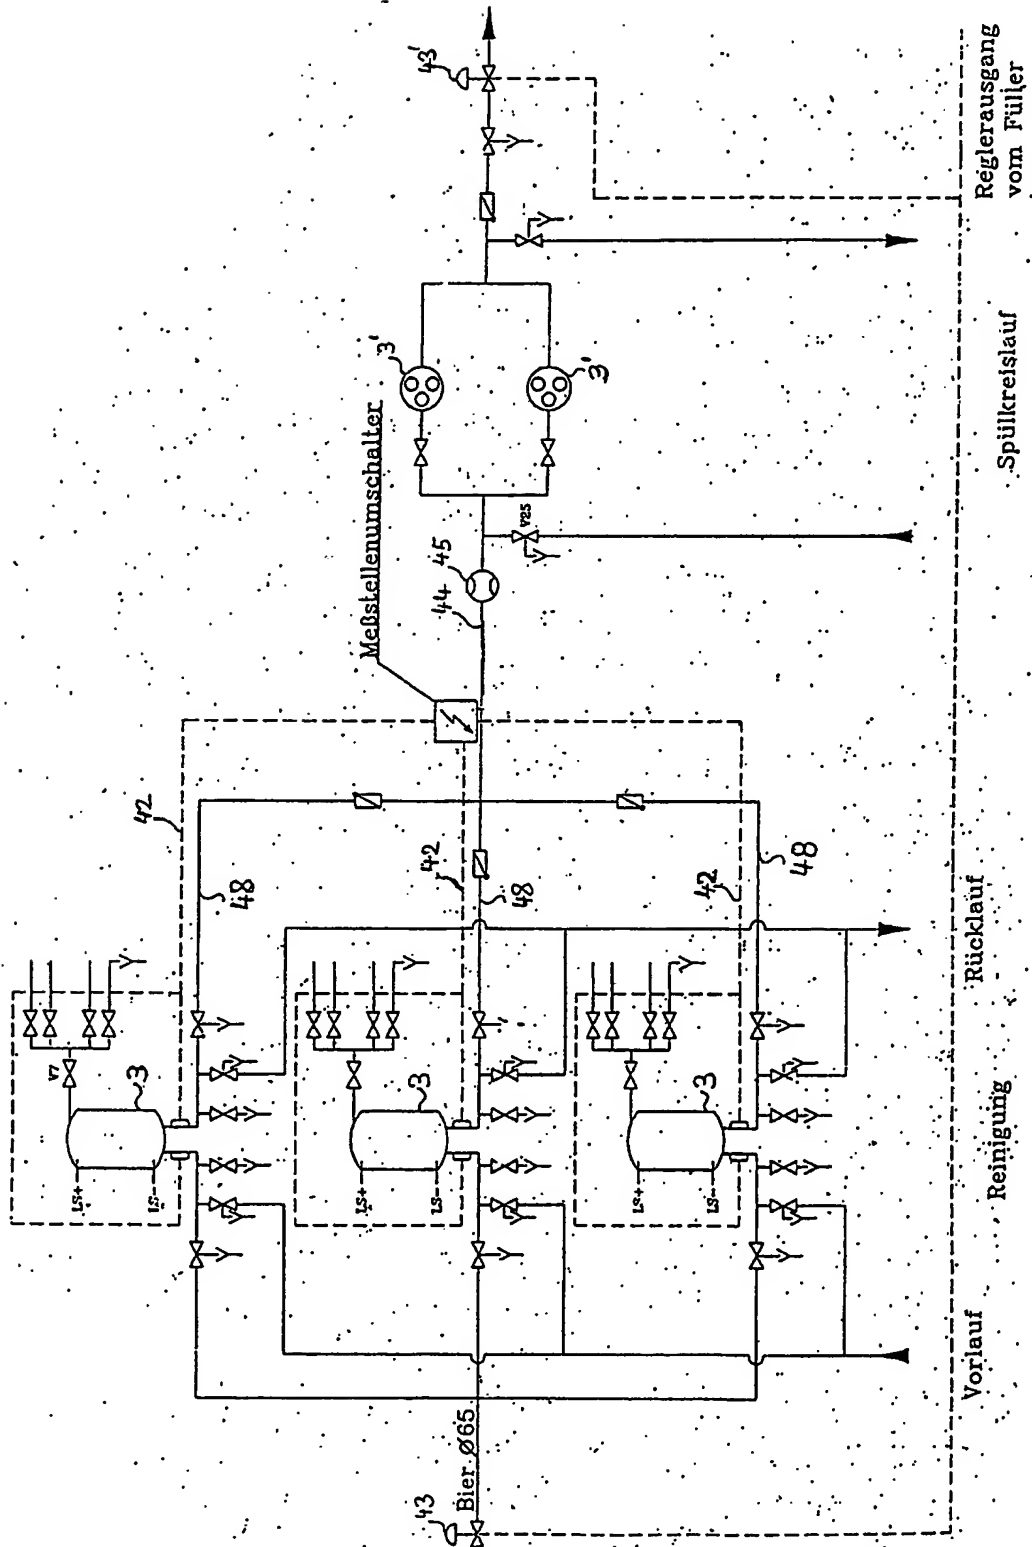 43'
Reglerausgang
vom Füller
3'
3'
Spülkreislauf
Meßstellenumschalter
V25
45
44
42
48
42
48
42
48
Rücklauf
V7
3
LS+
LS-
3
LS+
LS-
3
LS+
LS-
Reinigung
Vorlauf
Bier Ø65
43